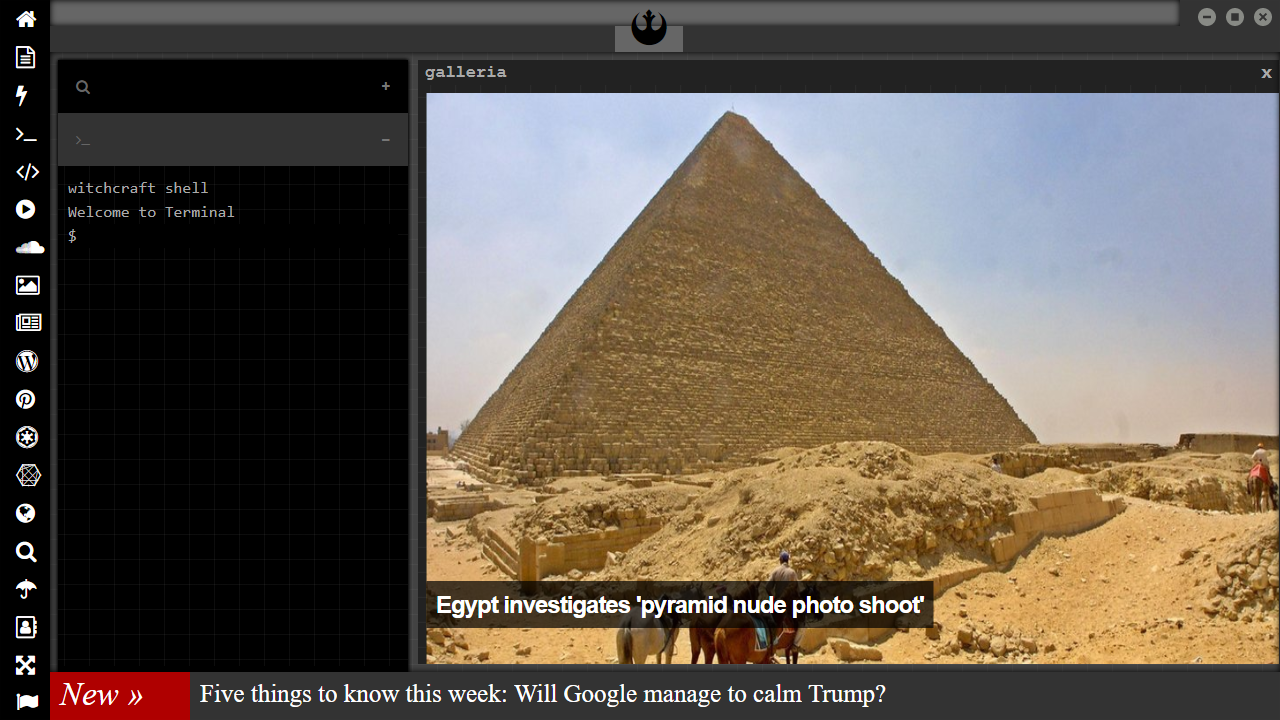 galleria
x
+
>_
−
witchcraft shell
Welcome to Terminal
$
Egypt investigates 'pyramid nude photo shoot'
New »
Five things to know this week: Will Google manage to calm Trump?